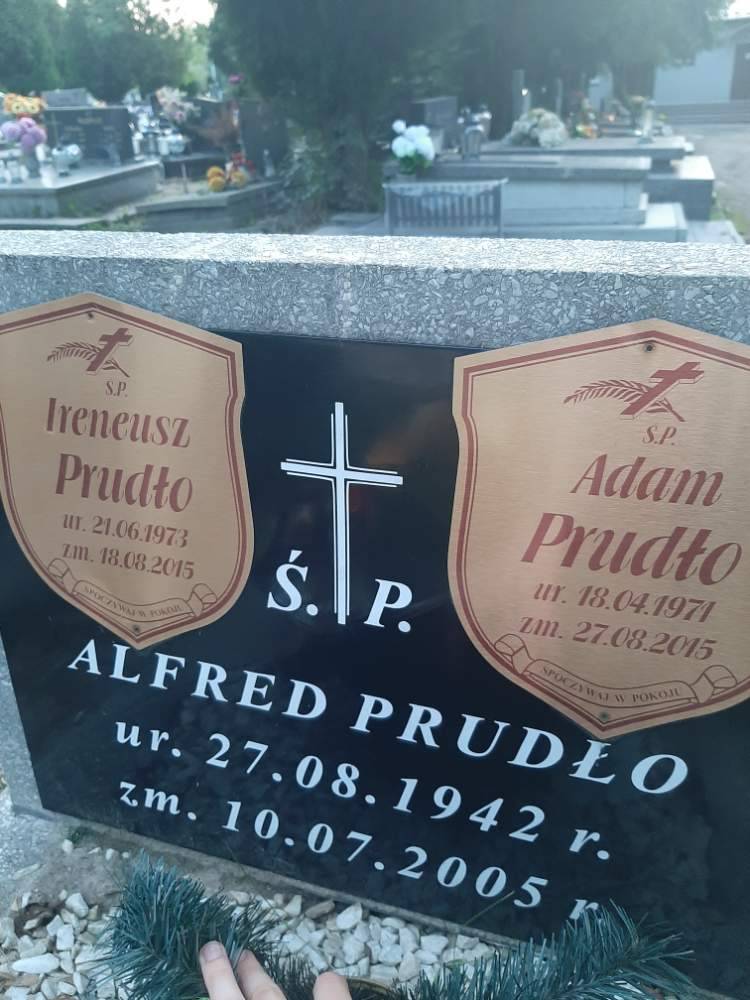 S.P.
Ireneusz
Prudło
ur. 21.06.1973
zm. 18.08.2015
SPOCZYWAJ W POKOJU
S.P.
Adam
Prudło
ur. 18.04.1971
zm. 27.08.2015
SPOCZYWAJ W POKOJU
Ś. P.
ALFRED PRUDŁO
ur. 27.08.1942 r.
zm. 10.07.2005 r.